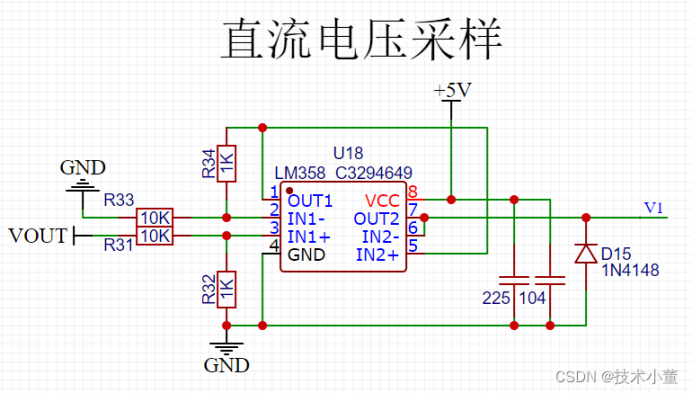 直流电压采样
+5V
U18
LM358 C3294649
GND
R33
10K
VOUT
R31
10K
R34
1K
1 OUT1 VCC 8
2 IN1- OUT2 7
3 IN1+ IN2- 6
4 GND IN2+ 5
V1
R32
1K
D15
1N4148
225 104
GND
CSDN @技术小董